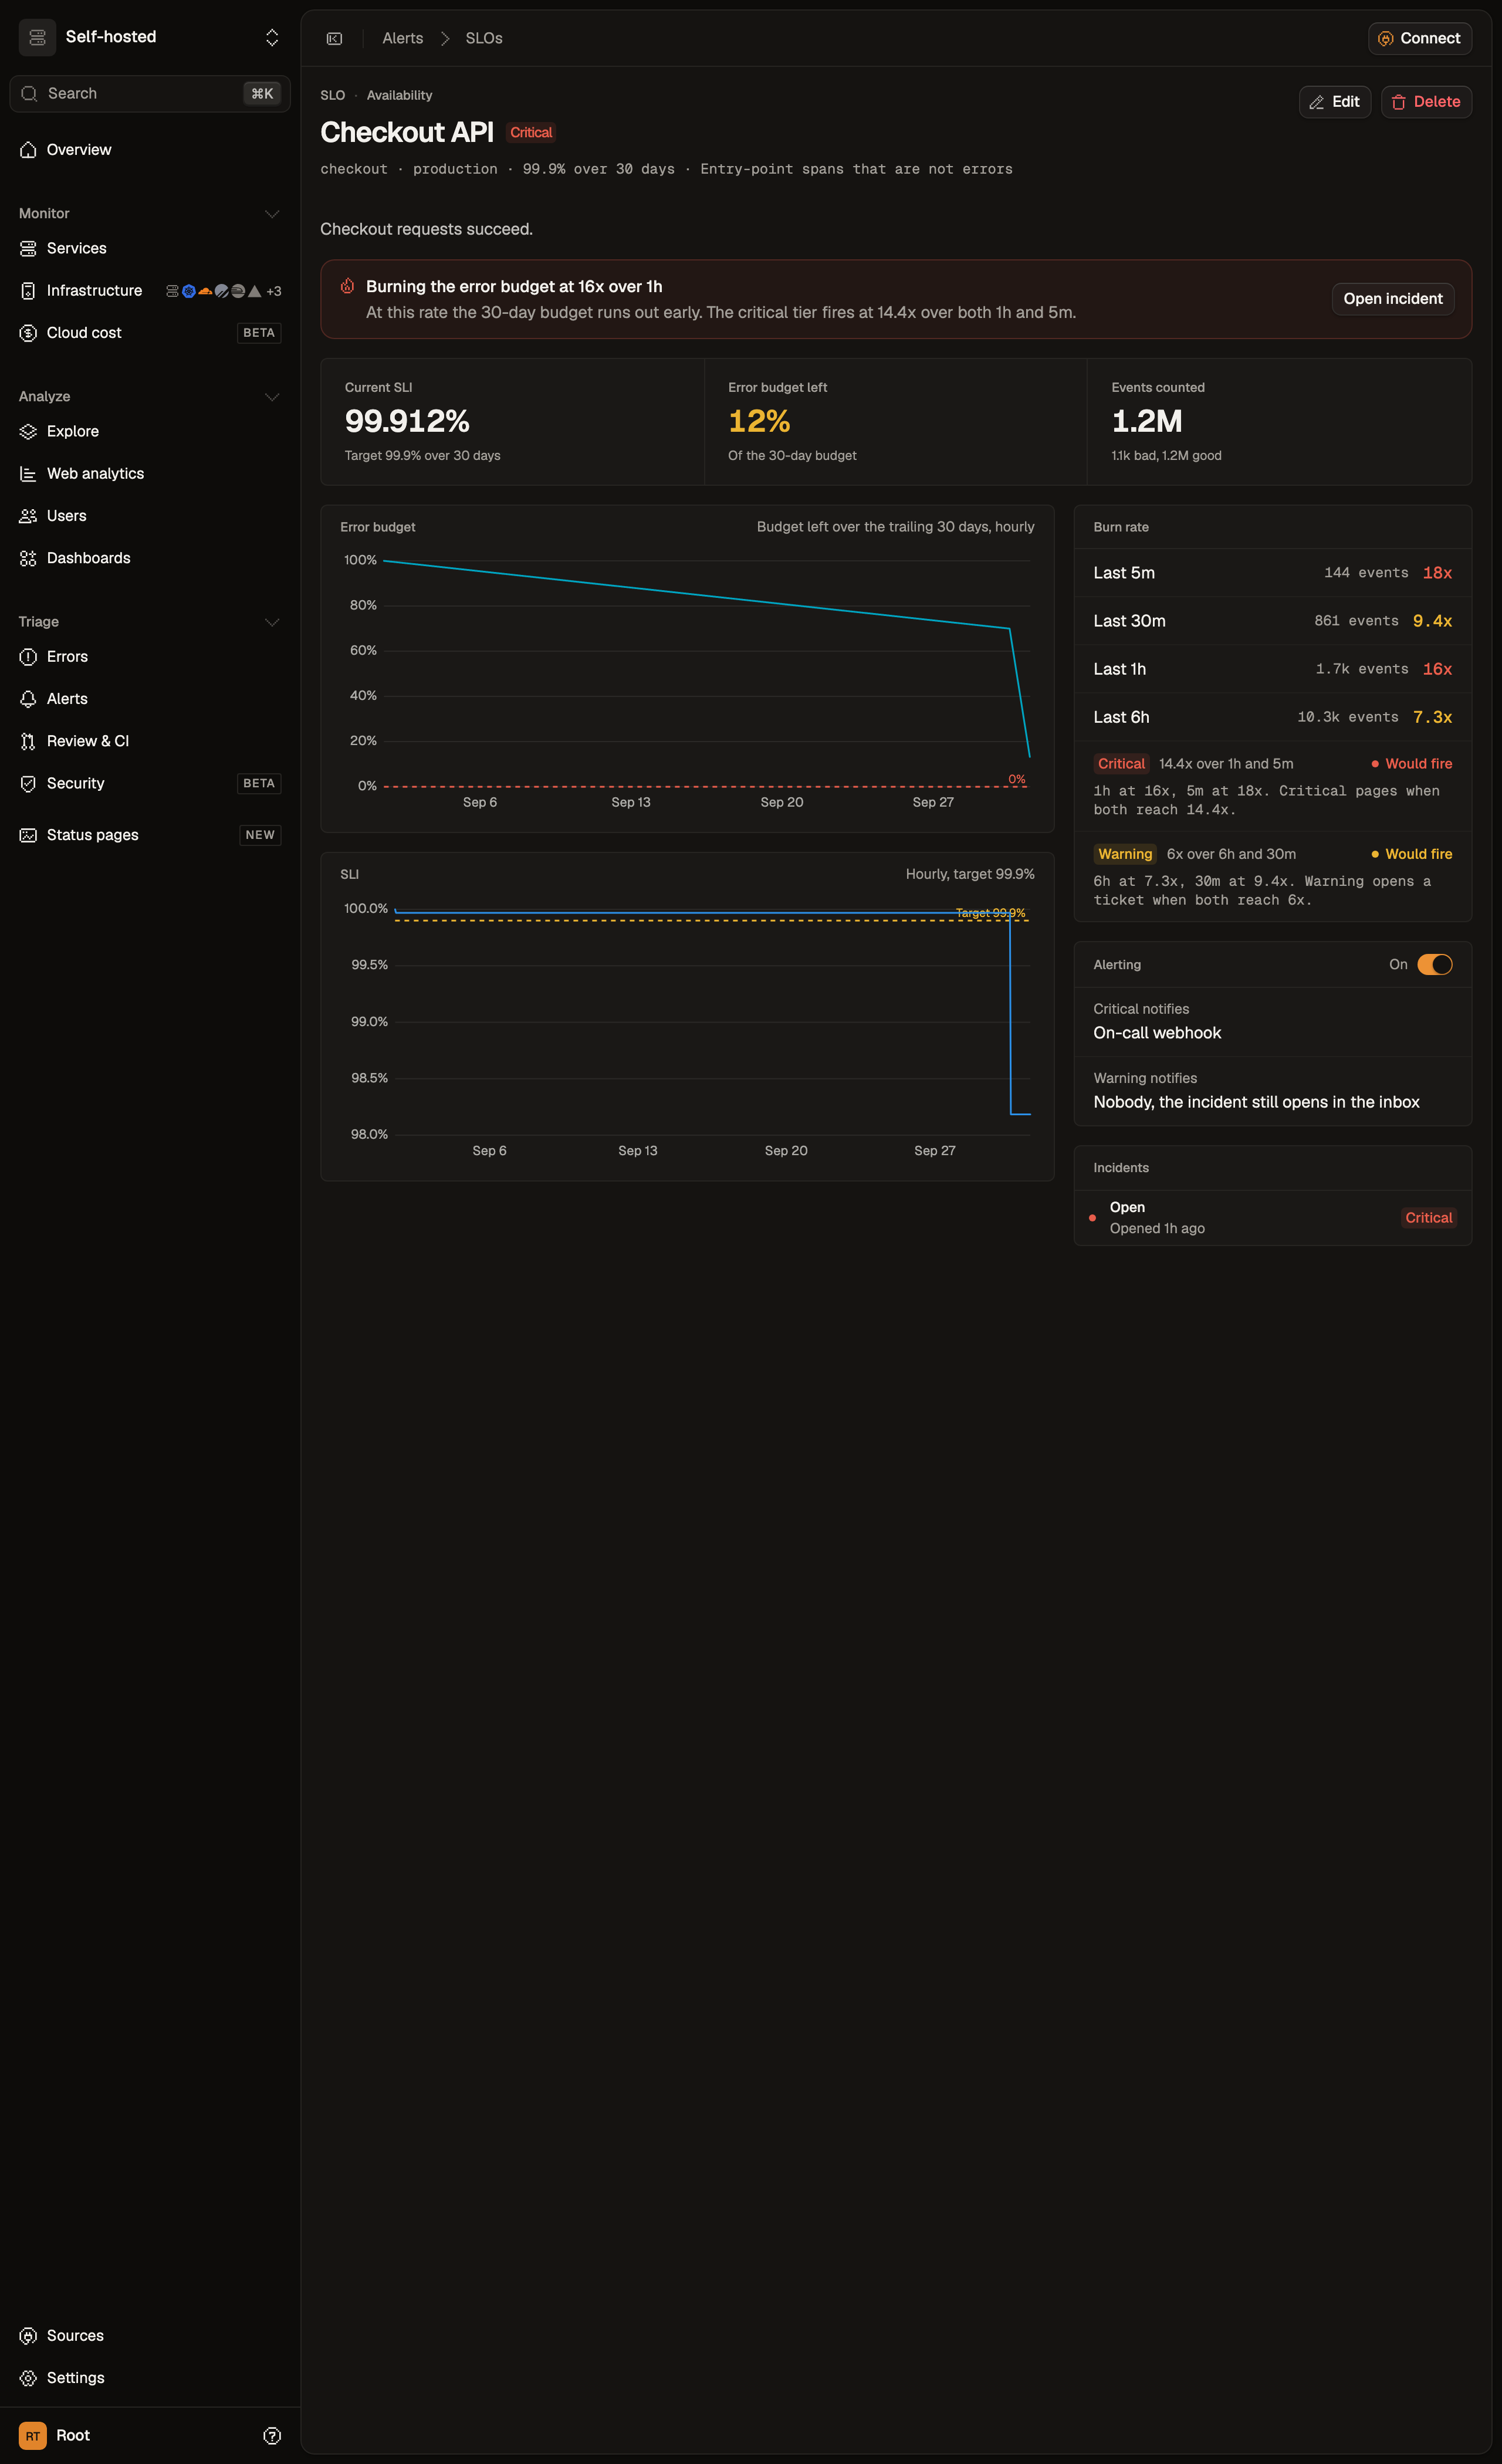 Self-hosted
Search ⌘K
Overview
Monitor
Services
Infrastructure +3
Cloud cost BETA
Analyze
Explore
Web analytics
Users
Dashboards
Triage
Errors
Alerts
Review & CI
Security BETA
Status pages NEW
Sources
Settings
RT Root
Alerts SLOs
Connect
SLO · Availability
Edit Delete
Checkout API Critical
checkout · production · 99.9% over 30 days · Entry-point spans that are not errors
Checkout requests succeed.
Burning the error budget at 16x over 1h
At this rate the 30-day budget runs out early. The critical tier fires at 14.4x over both 1h and 5m.
Open incident
Current SLI
99.912%
Target 99.9% over 30 days
Error budget left
12%
Of the 30-day budget
Events counted
1.2M
1.1k bad, 1.2M good
Error budget Budget left over the trailing 30 days, hourly
100%
80%
60%
40%
20%
0%
0%
Sep 6 Sep 13 Sep 20 Sep 27
SLI Hourly, target 99.9%
100.0%
Target 99.9%
99.5%
99.0%
98.5%
98.0%
Sep 6 Sep 13 Sep 20 Sep 27
Burn rate
Last 5m 144 events 18x
Last 30m 861 events 9.4x
Last 1h 1.7k events 16x
Last 6h 10.3k events 7.3x
Critical 14.4x over 1h and 5m Would fire
1h at 16x, 5m at 18x. Critical pages when
both reach 14.4x.
Warning 6x over 6h and 30m Would fire
6h at 7.3x, 30m at 9.4x. Warning opens a
ticket when both reach 6x.
Alerting On
Critical notifies
On-call webhook
Warning notifies
Nobody, the incident still opens in the inbox
Incidents
Open
Opened 1h ago
Critical